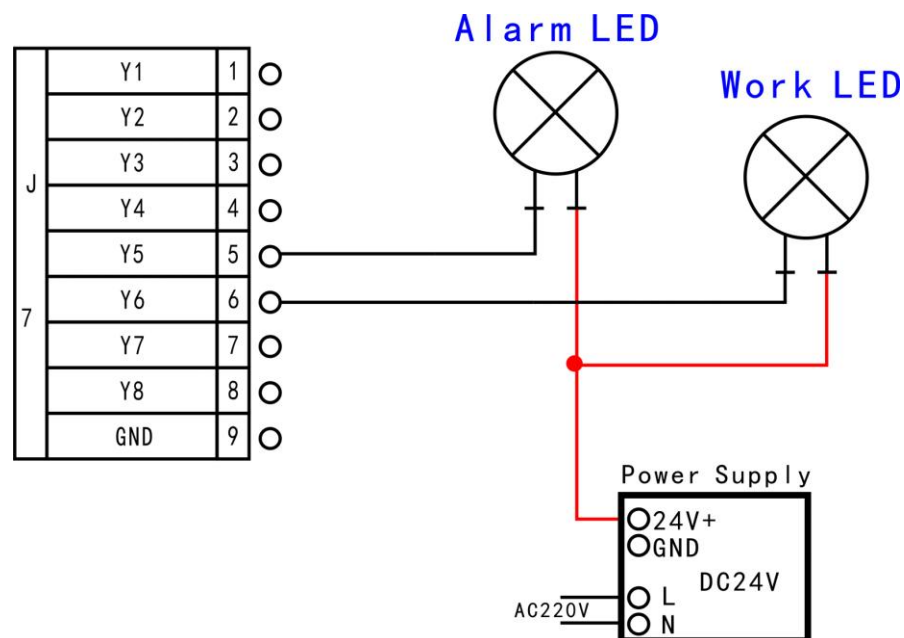 Alarm LED
Work LED
J7
Y1 1
Y2 2
Y3 3
Y4 4
Y5 5
Y6 6
Y7 7
Y8 8
GND 9
Power Supply
24V+
GND
DC24V
AC220V
L
N